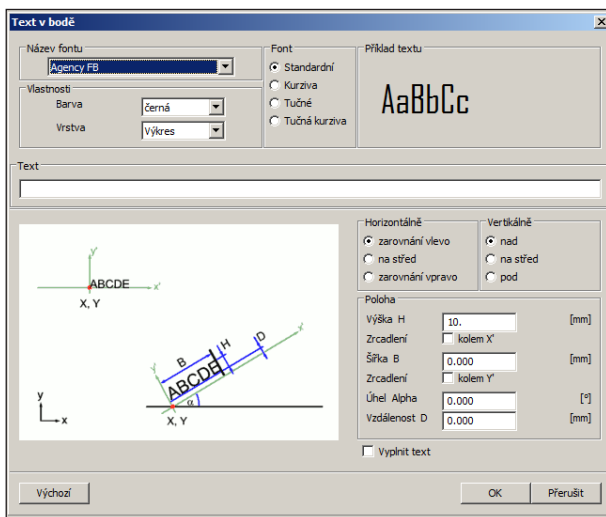 Text v bodě
Název fontu
Agency FB
Vlastnosti
Barva
černá
Vrstva
Výkres
Font
Standardní
Kurziva
Tučné
Tučná kurziva
Příklad textu
AaBbCc
Text
y'
ABCDE
x'
X, Y
y
x
y'
B
H
D
x'
ABCDE
α
X, Y
Horizontálně
zarovnání vlevo
na střed
zarovnání vpravo
Vertikálně
nad
na střed
pod
Poloha
Výška H 10. [mm]
Zrcadlení kolem X'
Šířka B 0.000 [mm]
Zrcadlení kolem Y'
Úhel Alpha 0.000 [°]
Vzdálenost D 0.000 [mm]
Vyplnit text
Výchozí
OK
Přerušit